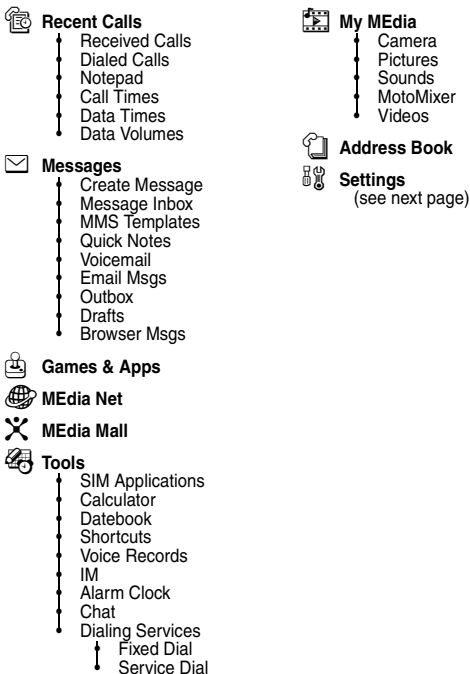 Recent Calls
Received Calls
Dialed Calls
Notepad
Call Times
Data Times
Data Volumes
Messages
Create Message
Message Inbox
MMS Templates
Quick Notes
Voicemail
Email Msgs
Outbox
Drafts
Browser Msgs
Games & Apps
MEdia Net
MEdia Mall
Tools
SIM Applications
Calculator
Datebook
Shortcuts
Voice Records
IM
Alarm Clock
Chat
Dialing Services
Fixed Dial
Service Dial
My MEdia
Camera
Pictures
Sounds
MotoMixer
Videos
Address Book
Settings
(see next page)